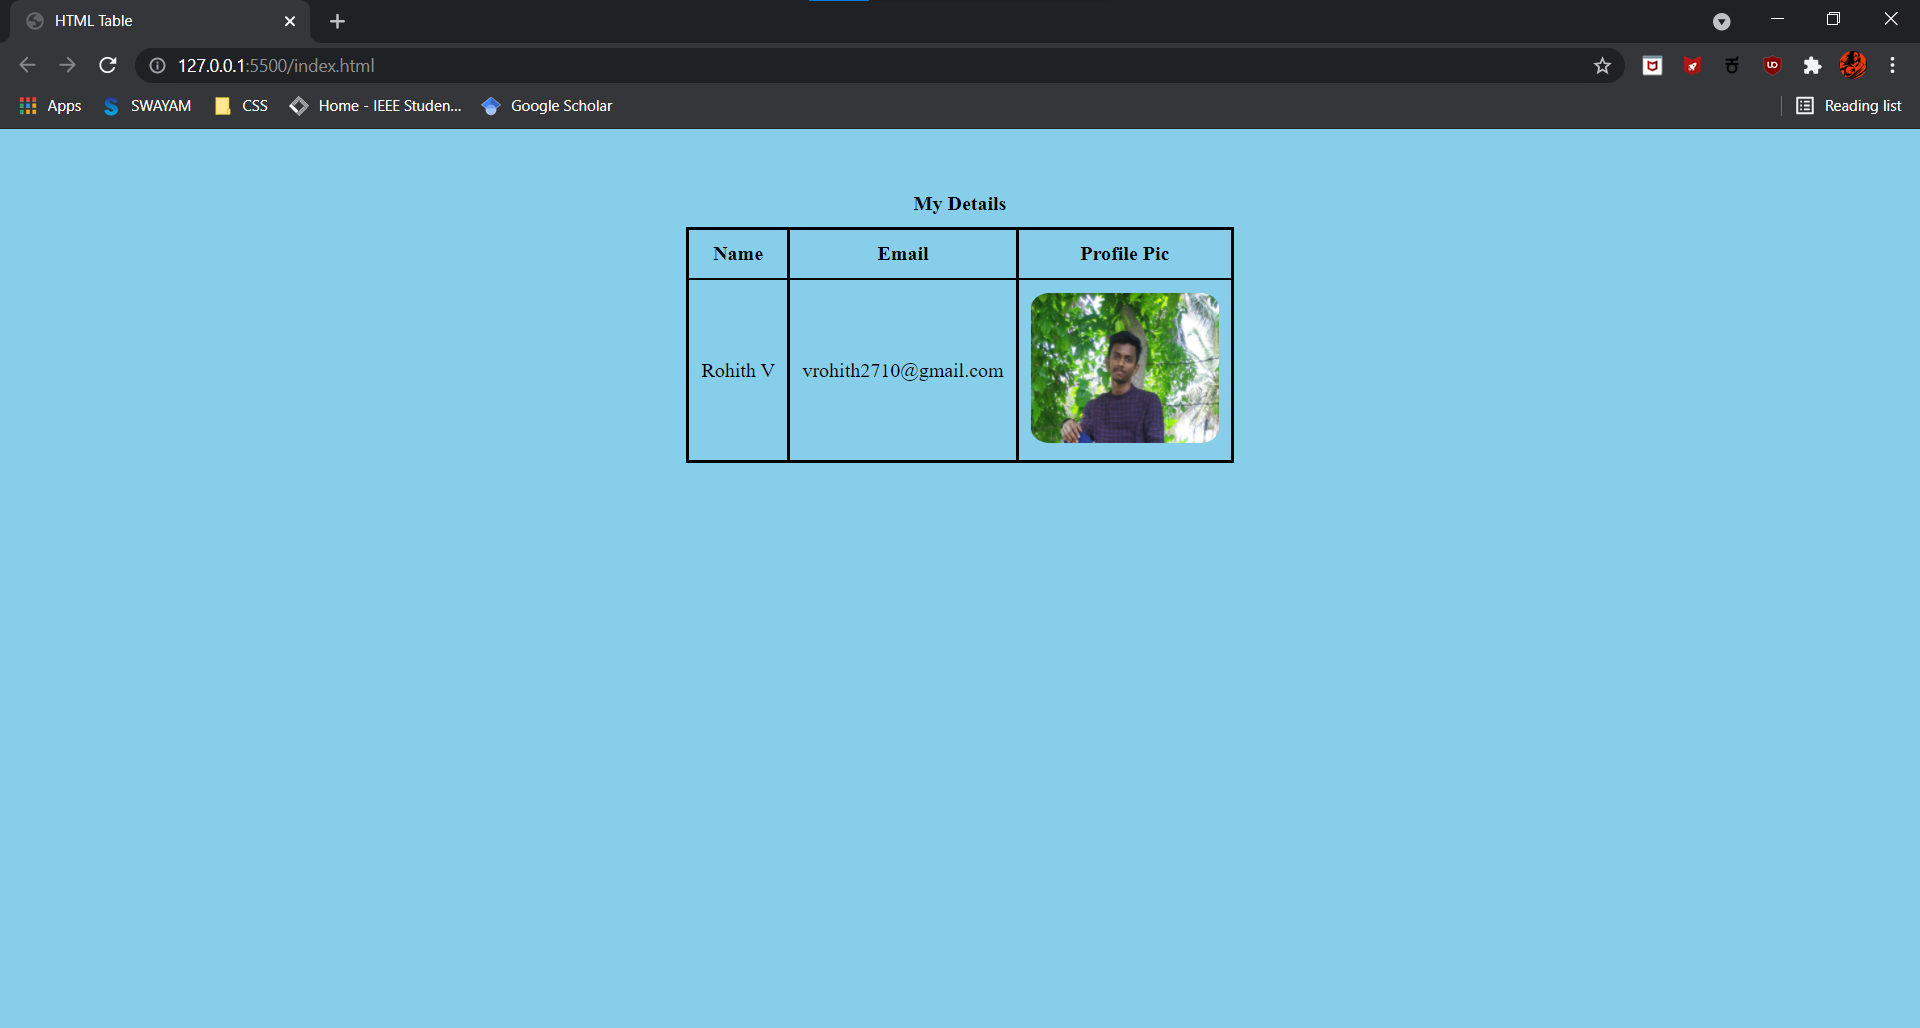 HTML Table
127.0.0.1:5500/index.html
Apps SWAYAM CSS Home - IEEE Studen... Google Scholar Reading list
My Details
Name Email Profile Pic
Rohith V vrohith2710@gmail.com